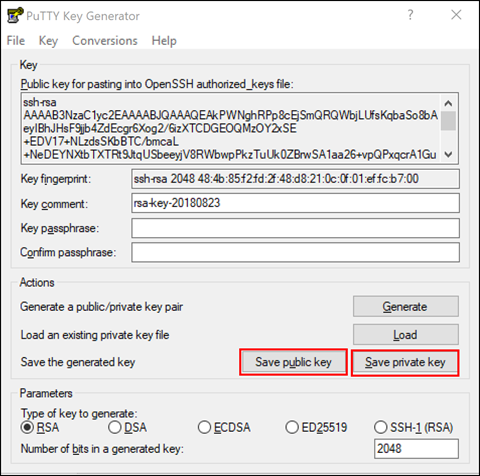 PuTTY Key Generator
File Key Conversions Help
Key
Public key for pasting into OpenSSH authorized_keys file:
ssh-rsa
AAAAB3NzaC1yc2EAAAABJQAAAQEAkPWNghRPp8cEjSmQRQWbjLUfsKqbaSo8bA
eyIBhJHsF9jjb4ZdEcgr6Xog2/6izXTCDGEOQMzOY2xSE
+EDV17+NLzdsSKbBTC/bmcaL
+NeDEYNXtbTXTRt9JtqUSbeeyjV8RWbwpPkzTuUk0ZBrwSA1aa26+vpQPxqcrA1Gu
Key fingerprint: ssh-rsa 2048 48:4b:85:f2:fd:2f:48:d8:21:0c:0f:01:ef:fc:b7:00
Key comment: rsa-key-20180823
Key passphrase:
Confirm passphrase:
Actions
Generate a public/private key pair Generate
Load an existing private key file Load
Save the generated key Save public key Save private key
Parameters
Type of key to generate:
RSA DSA ECDSA ED25519 SSH-1 (RSA)
Number of bits in a generated key: 2048